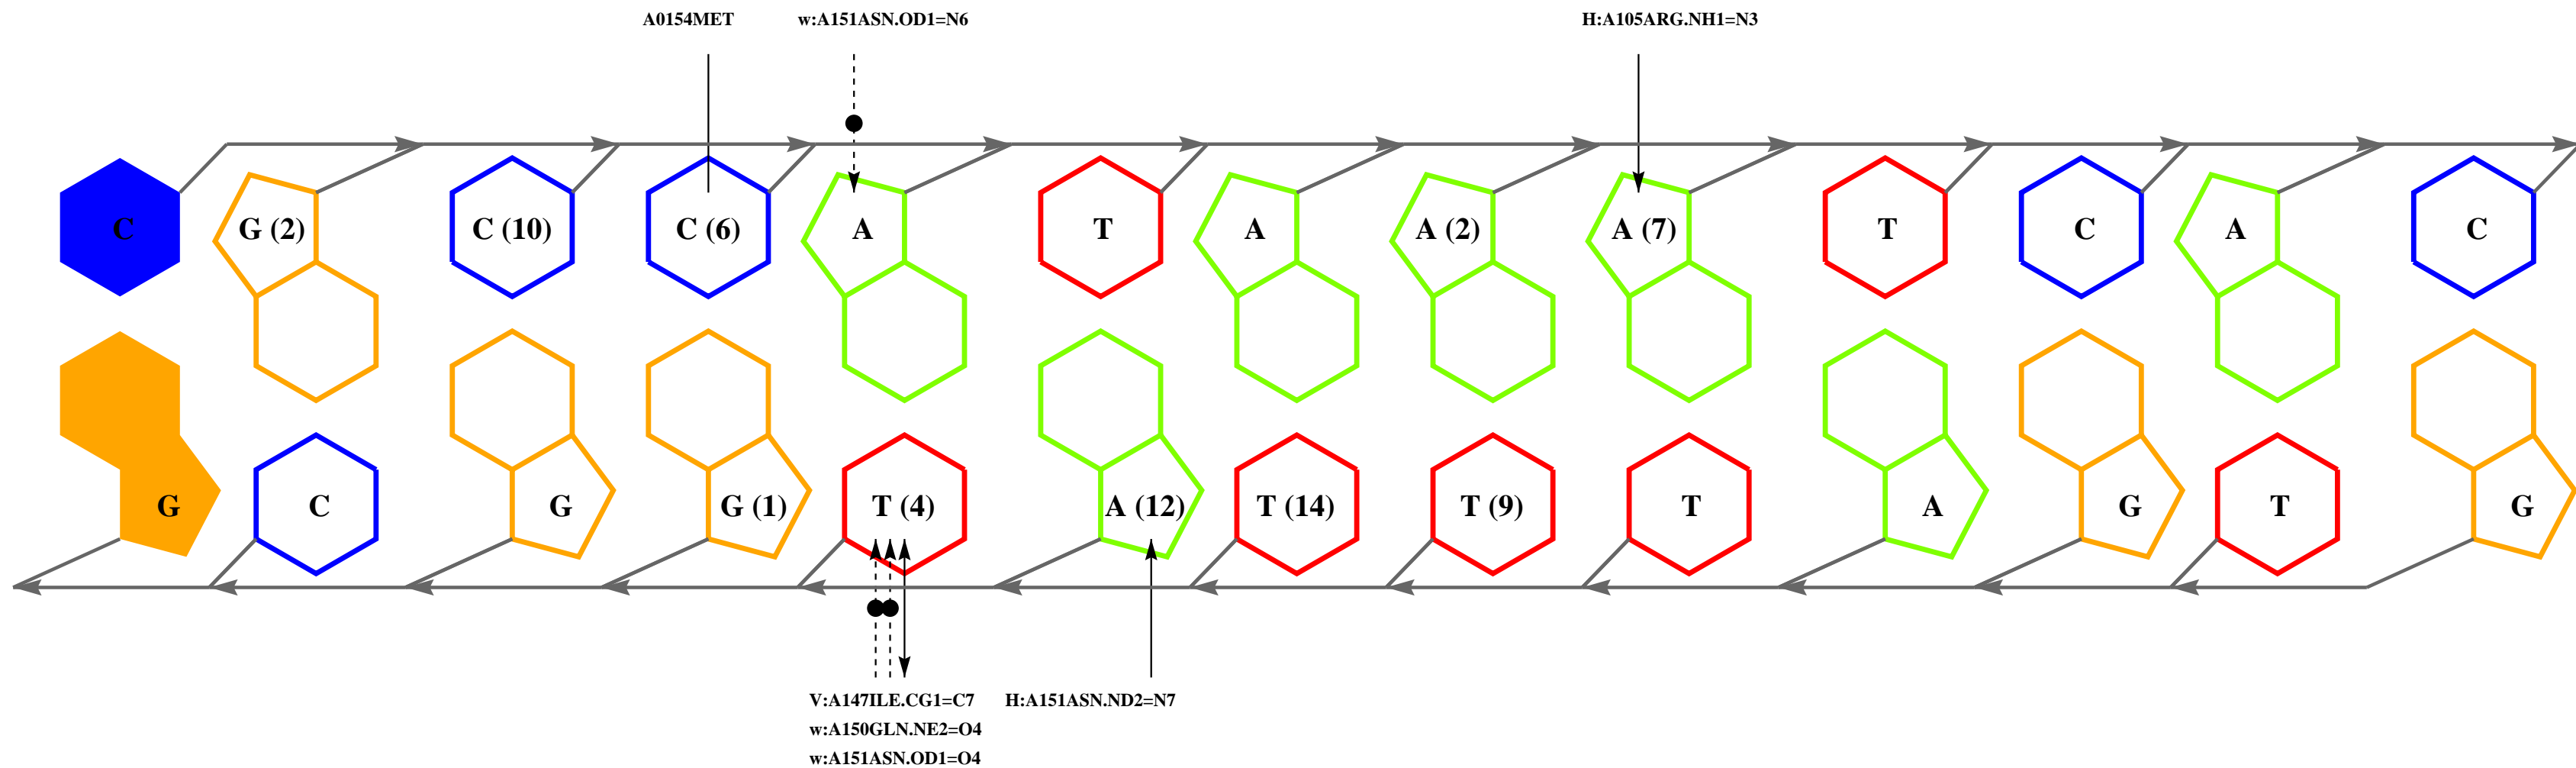 A0154MET w:A151ASN.OD1=N6 H:A105ARG.NH1=N3
C G (2) C (10) C (6) A T A A (2) A (7) T C A C
G C G G (1) T (4) A (12) T (14) T (9) T A G T G
V:A147ILE.CG1=C7 H:A151ASN.ND2=N7
w:A150GLN.NE2=O4
w:A151ASN.OD1=O4